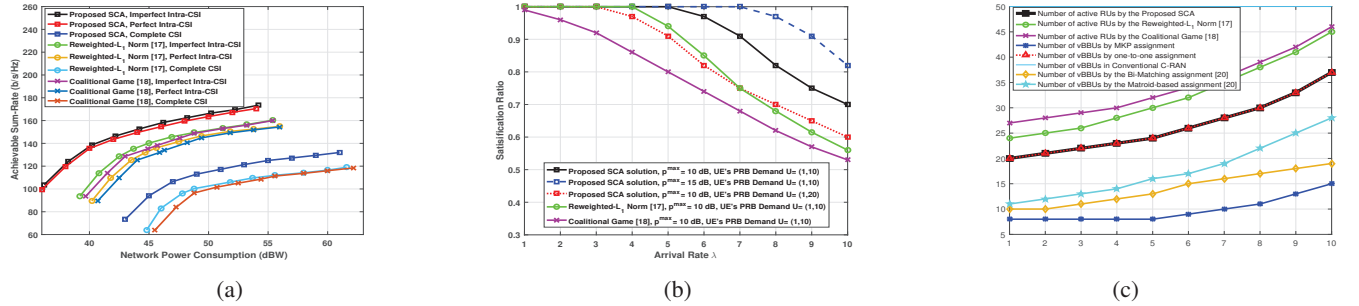 Proposed SCA, Imperfect Intra-CSI
Proposed SCA, Perfect Intra-CSI
Proposed SCA, Complete CSI
Reweighted-L1 Norm [17], Imperfect Intra-CSI
Reweighted-L1 Norm [17], Perfect Intra-CSI
Reweighted-L1 Norm [17], Complete CSI
Coalitional Game [18], Imperfect Intra-CSI
Coalitional Game [18], Perfect Intra-CSI
Coalitional Game [18], Complete CSI
Achievable Sum-Rate (b/s/Hz)
260
240
220
200
180
160
140
120
100
80
60
40 45 50 55 60
Network Power Consumption (dBW)
(a)
Satisfication Ratio
1
0.9
0.8
0.7
0.6
0.5
0.4
0.3
Proposed SCA solution, pmax= 10 dB, UE's PRB Demand U= (1,10)
Proposed SCA solution, pmax= 15 dB, UE's PRB Demand U= (1,10)
Proposed SCA solution, pmax= 10 dB, UE's PRB Demand U= (1,20)
Reweighted-L1 Norm [17], pmax= 10 dB, UE's PRB Demand U= (1,10)
Coalitional Game [18], pmax= 10 dB, UE's PRB Demand U= (1,10)
1 2 3 4 5 6 7 8 9 10
Arrival Rate λ
(b)
Number of active RUs by the Proposed SCA
Number of active RUs by the Reweighted-L1 Norm [17]
Number of active RUs by the Coalitional Game [18]
Number of vBBUs by MKP assignment
Number of vBBUs by one-to-one assignment
Number of vBBUs in Conventional C-RAN
Number of vBBUs by the Bi-Matching assignment [20]
Number of vBBUs by the Matroid-based assignment [20]
50
45
40
35
30
25
20
15
10
5
1 2 3 4 5 6 7 8 9 10
(c)